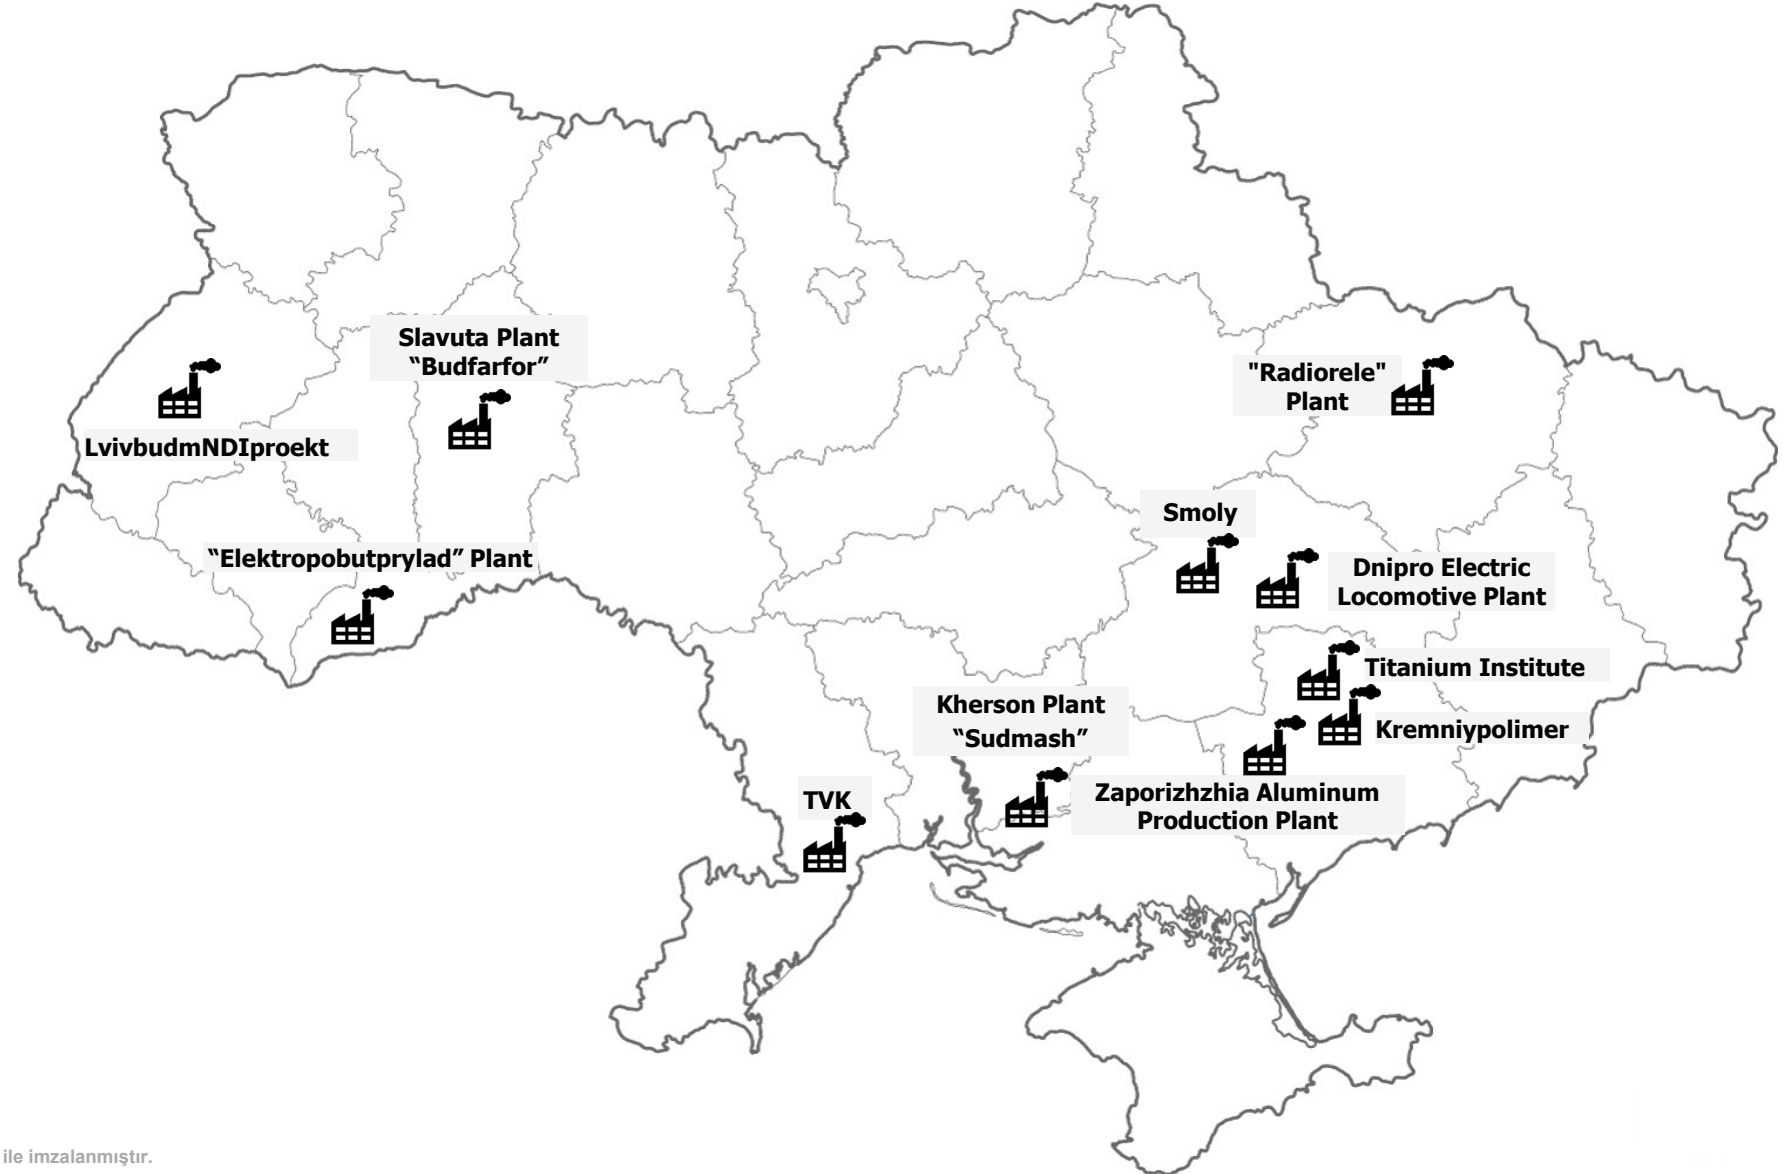 Slavuta Plant
“Budfarfor”
"Radiorele"
Plant
LvivbudmNDIproekt
Smoly
“Elektropobutprylad” Plant
Dnipro Electric
Locomotive Plant
Titanium Institute
Kherson Plant
“Sudmash”
Kremniypolimer
TVK
Zaporizhzhia Aluminum
Production Plant
ile imzalanmıştır.